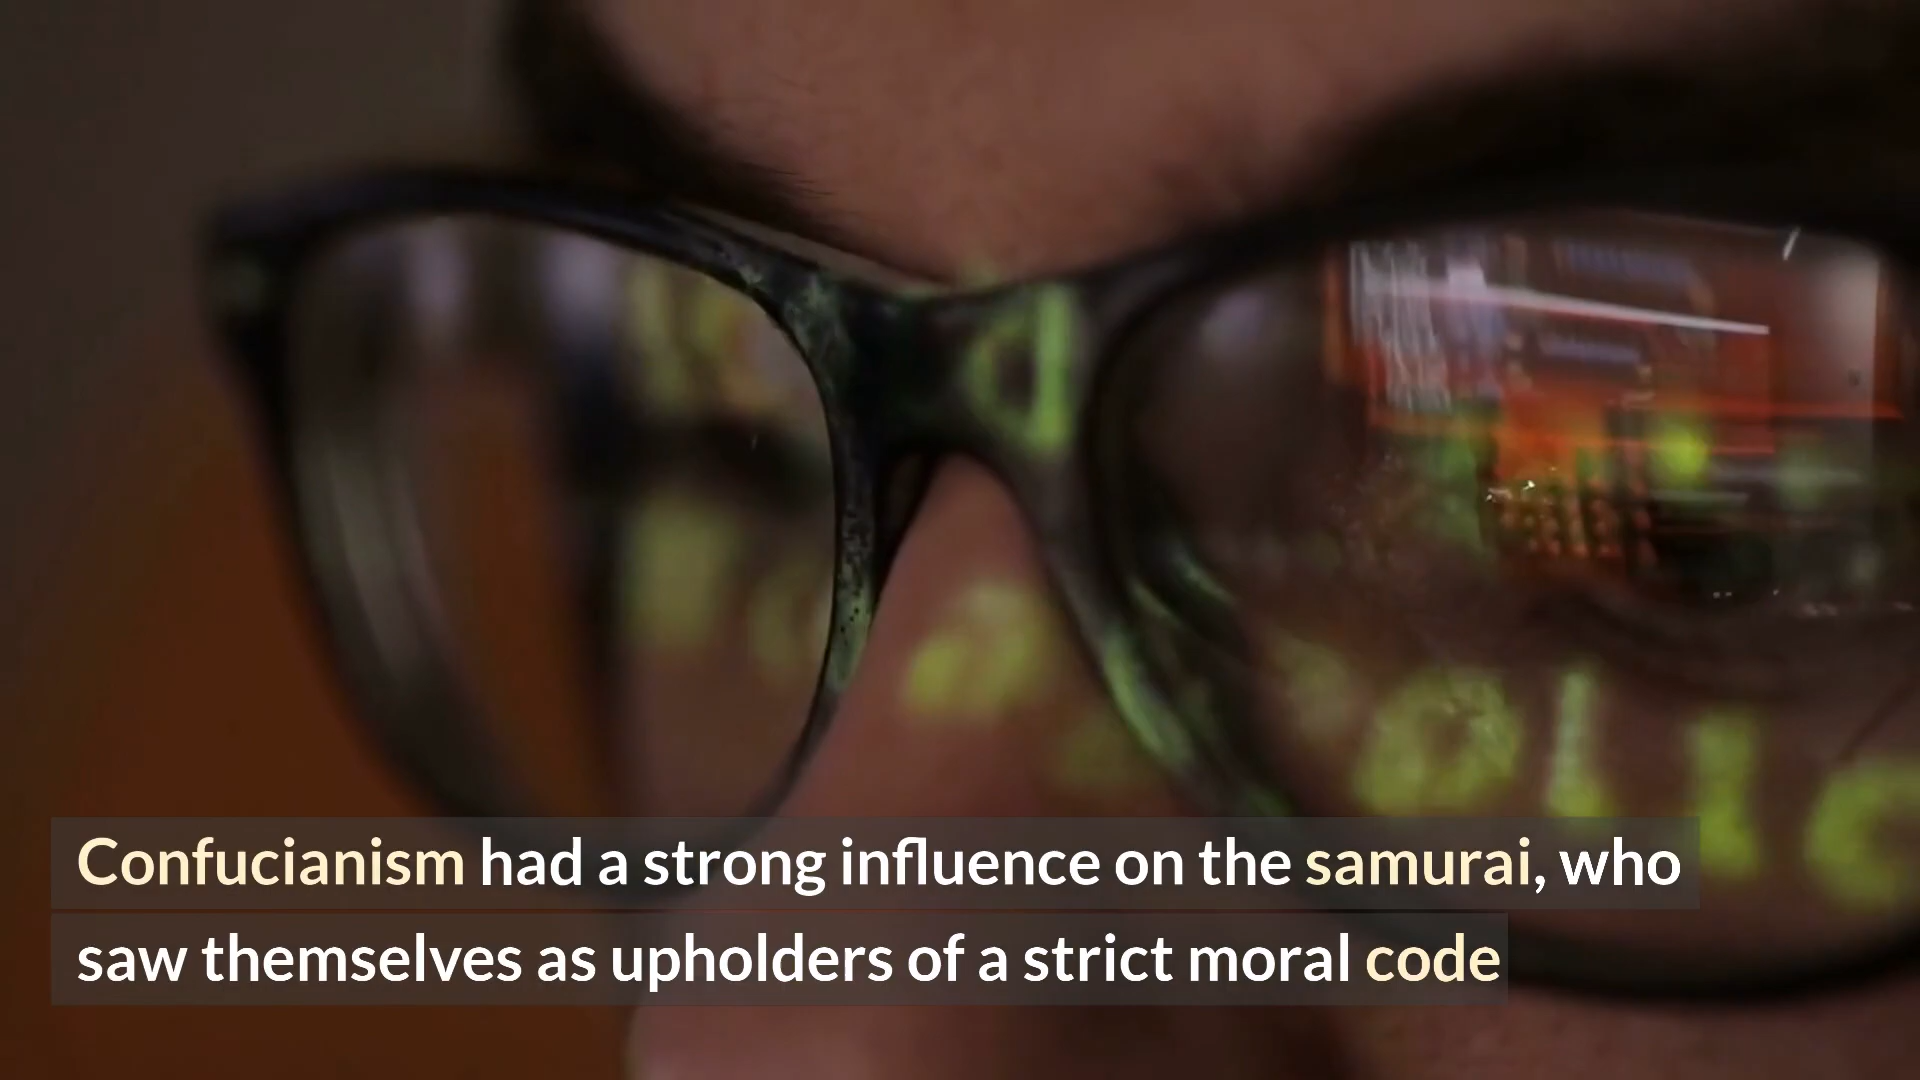 Confucianism had a strong influence on the samurai, who
saw themselves as upholders of a strict moral code